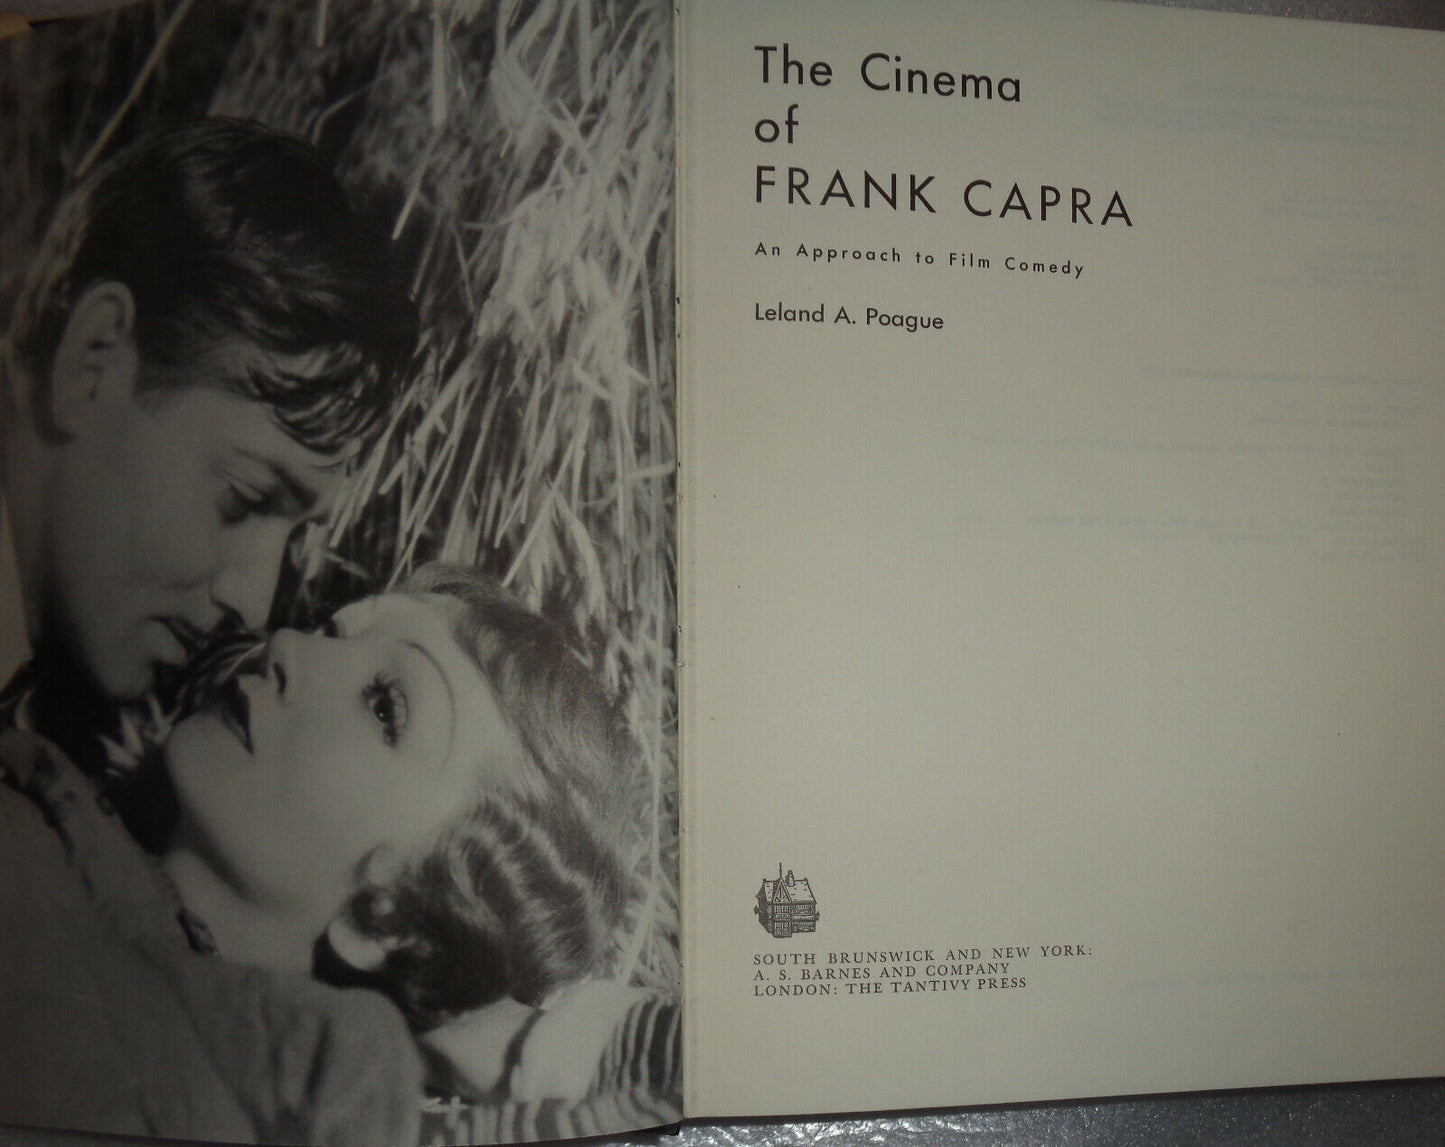 The Cinema
of
FRANK CAPRA
An Approach to Film Comedy
Leland A. Poague
SOUTH BRUNSWICK AND NEW YORK:
A. S. BARNES AND COMPANY
LONDON: THE TANTIVY PRESS